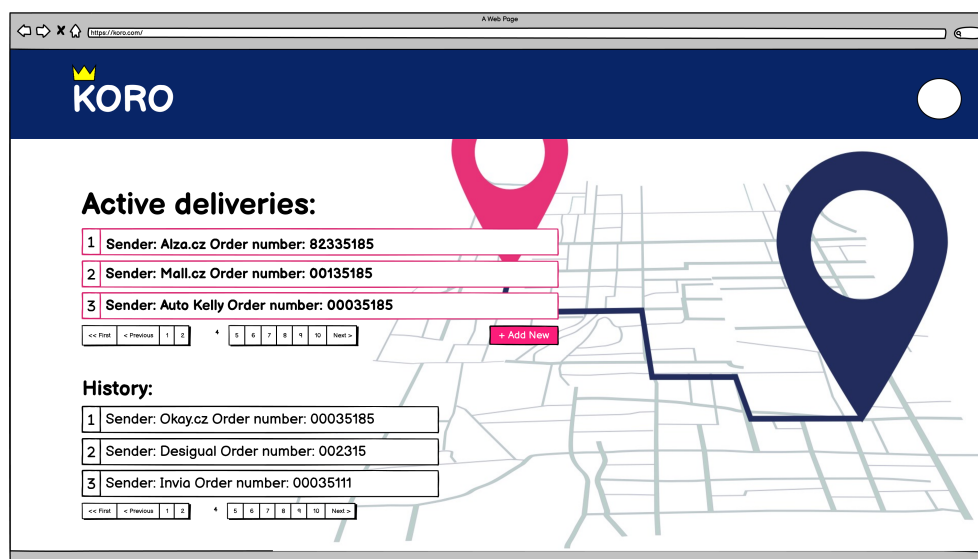 A Web Page
https://koro.com/
KORO
Active deliveries:
1 Sender: Alza.cz Order number: 82335185
2 Sender: Mall.cz Order number: 00135185
3 Sender: Auto Kelly Order number: 00035185
<< First < Previous 1 2 4 5 6 7 8 9 10 Next >
+ Add New
History:
1 Sender: Okay.cz Order number: 00035185
2 Sender: Desigual Order number: 002315
3 Sender: Invia Order number: 00035111
<< First < Previous 1 2 4 5 6 7 8 9 10 Next >